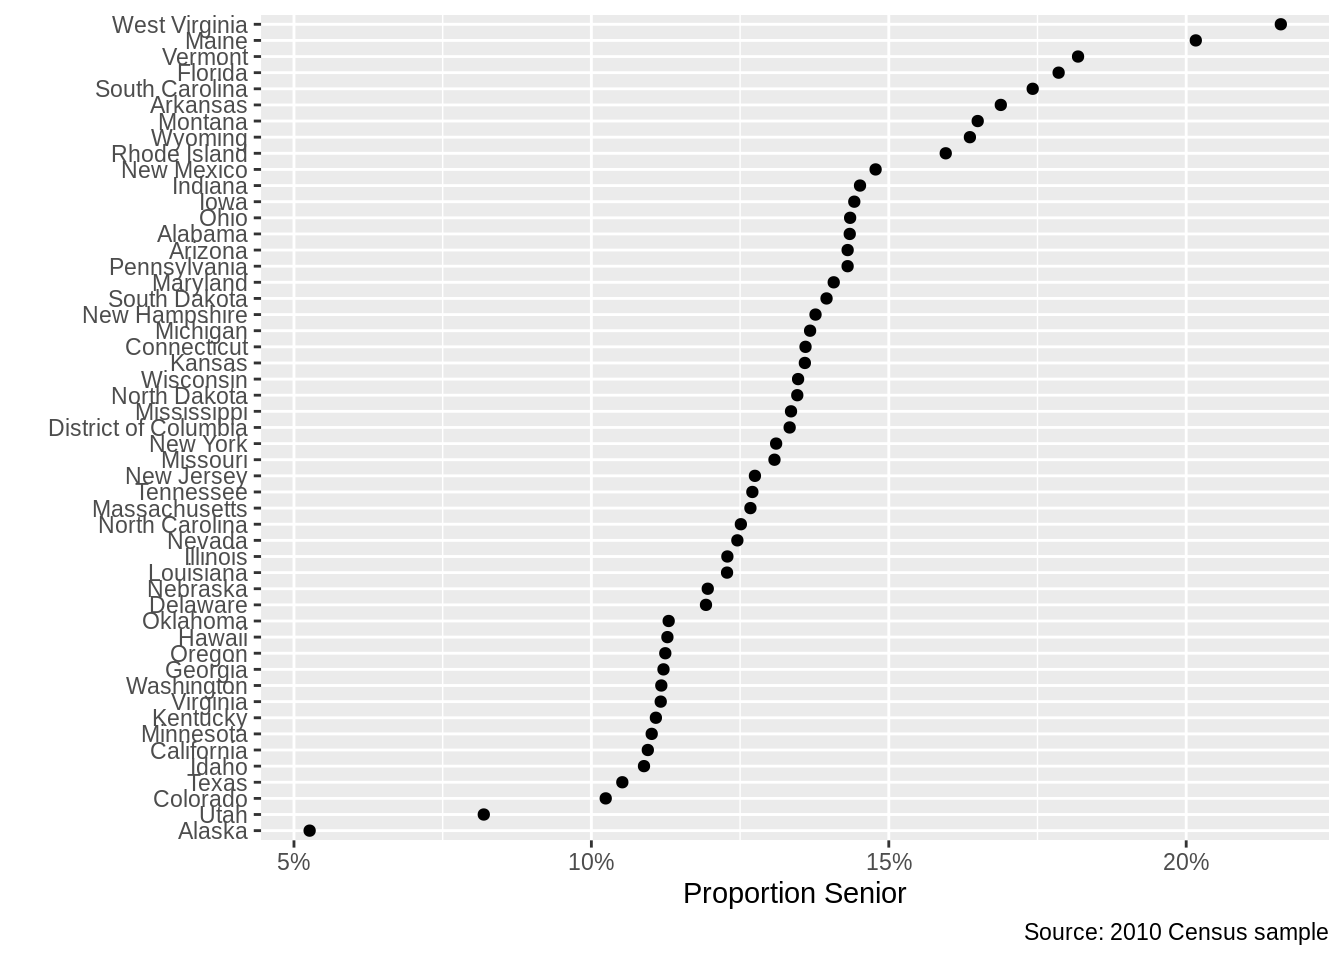 West Virginia
Maine
Vermont
Florida
South Carolina
Arkansas
Montana
Wyoming
Rhode Island
New Mexico
Indiana
Iowa
Ohio
Alabama
Arizona
Pennsylvania
Maryland
South Dakota
New Hampshire
Michigan
Connecticut
Kansas
Wisconsin
North Dakota
Mississippi
District of Columbia
New York
Missouri
New Jersey
Tennessee
Massachusetts
North Carolina
Nevada
Illinois
Louisiana
Nebraska
Delaware
Oklahoma
Hawaii
Oregon
Georgia
Washington
Virginia
Kentucky
Minnesota
California
Idaho
Texas
Colorado
Utah
Alaska
5% 10% 15% 20%
Proportion Senior
Source: 2010 Census sample